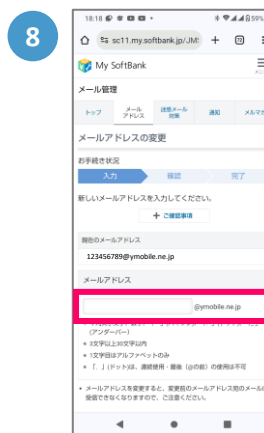 8
18:18
59%
sc11.my.softbank.jp/JM:
My SoftBank
メール管理
トップ
メール
アドレス
迷惑メール
対策
通知
メルマガ
メールアドレスの変更
お手続き状況
入力
確認
完了
新しいメールアドレスを入力してください。
+ ご確認事項
現在のメールアドレス
123456789@ymobile.ne.jp
メールアドレス
@ymobile.ne.jp
(アンダーバー)
3文字以上30文字以内
1文字目はアルファベットのみ
「. 」(ドット)は、連続使用・最後（@の前）の使用は不可
メールアドレスを変更すると、変更前のメールアドレス宛のメールの
受信できなくなりますので、ご注意ください。